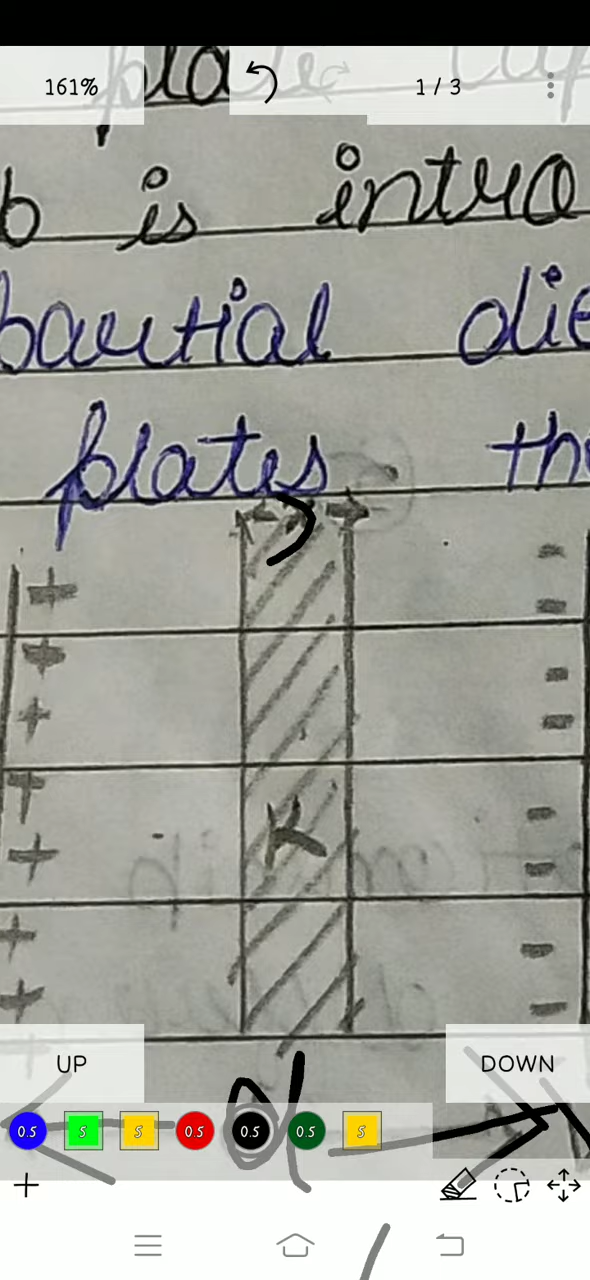 161%
1 / 3
is intro
partial die
plates the
+ -
+ -
+ -
+ -
K
+ -
+ -
+ -
+ -
UP DOWN
d
0.5 5 5 0.5 0.5 0.5 5